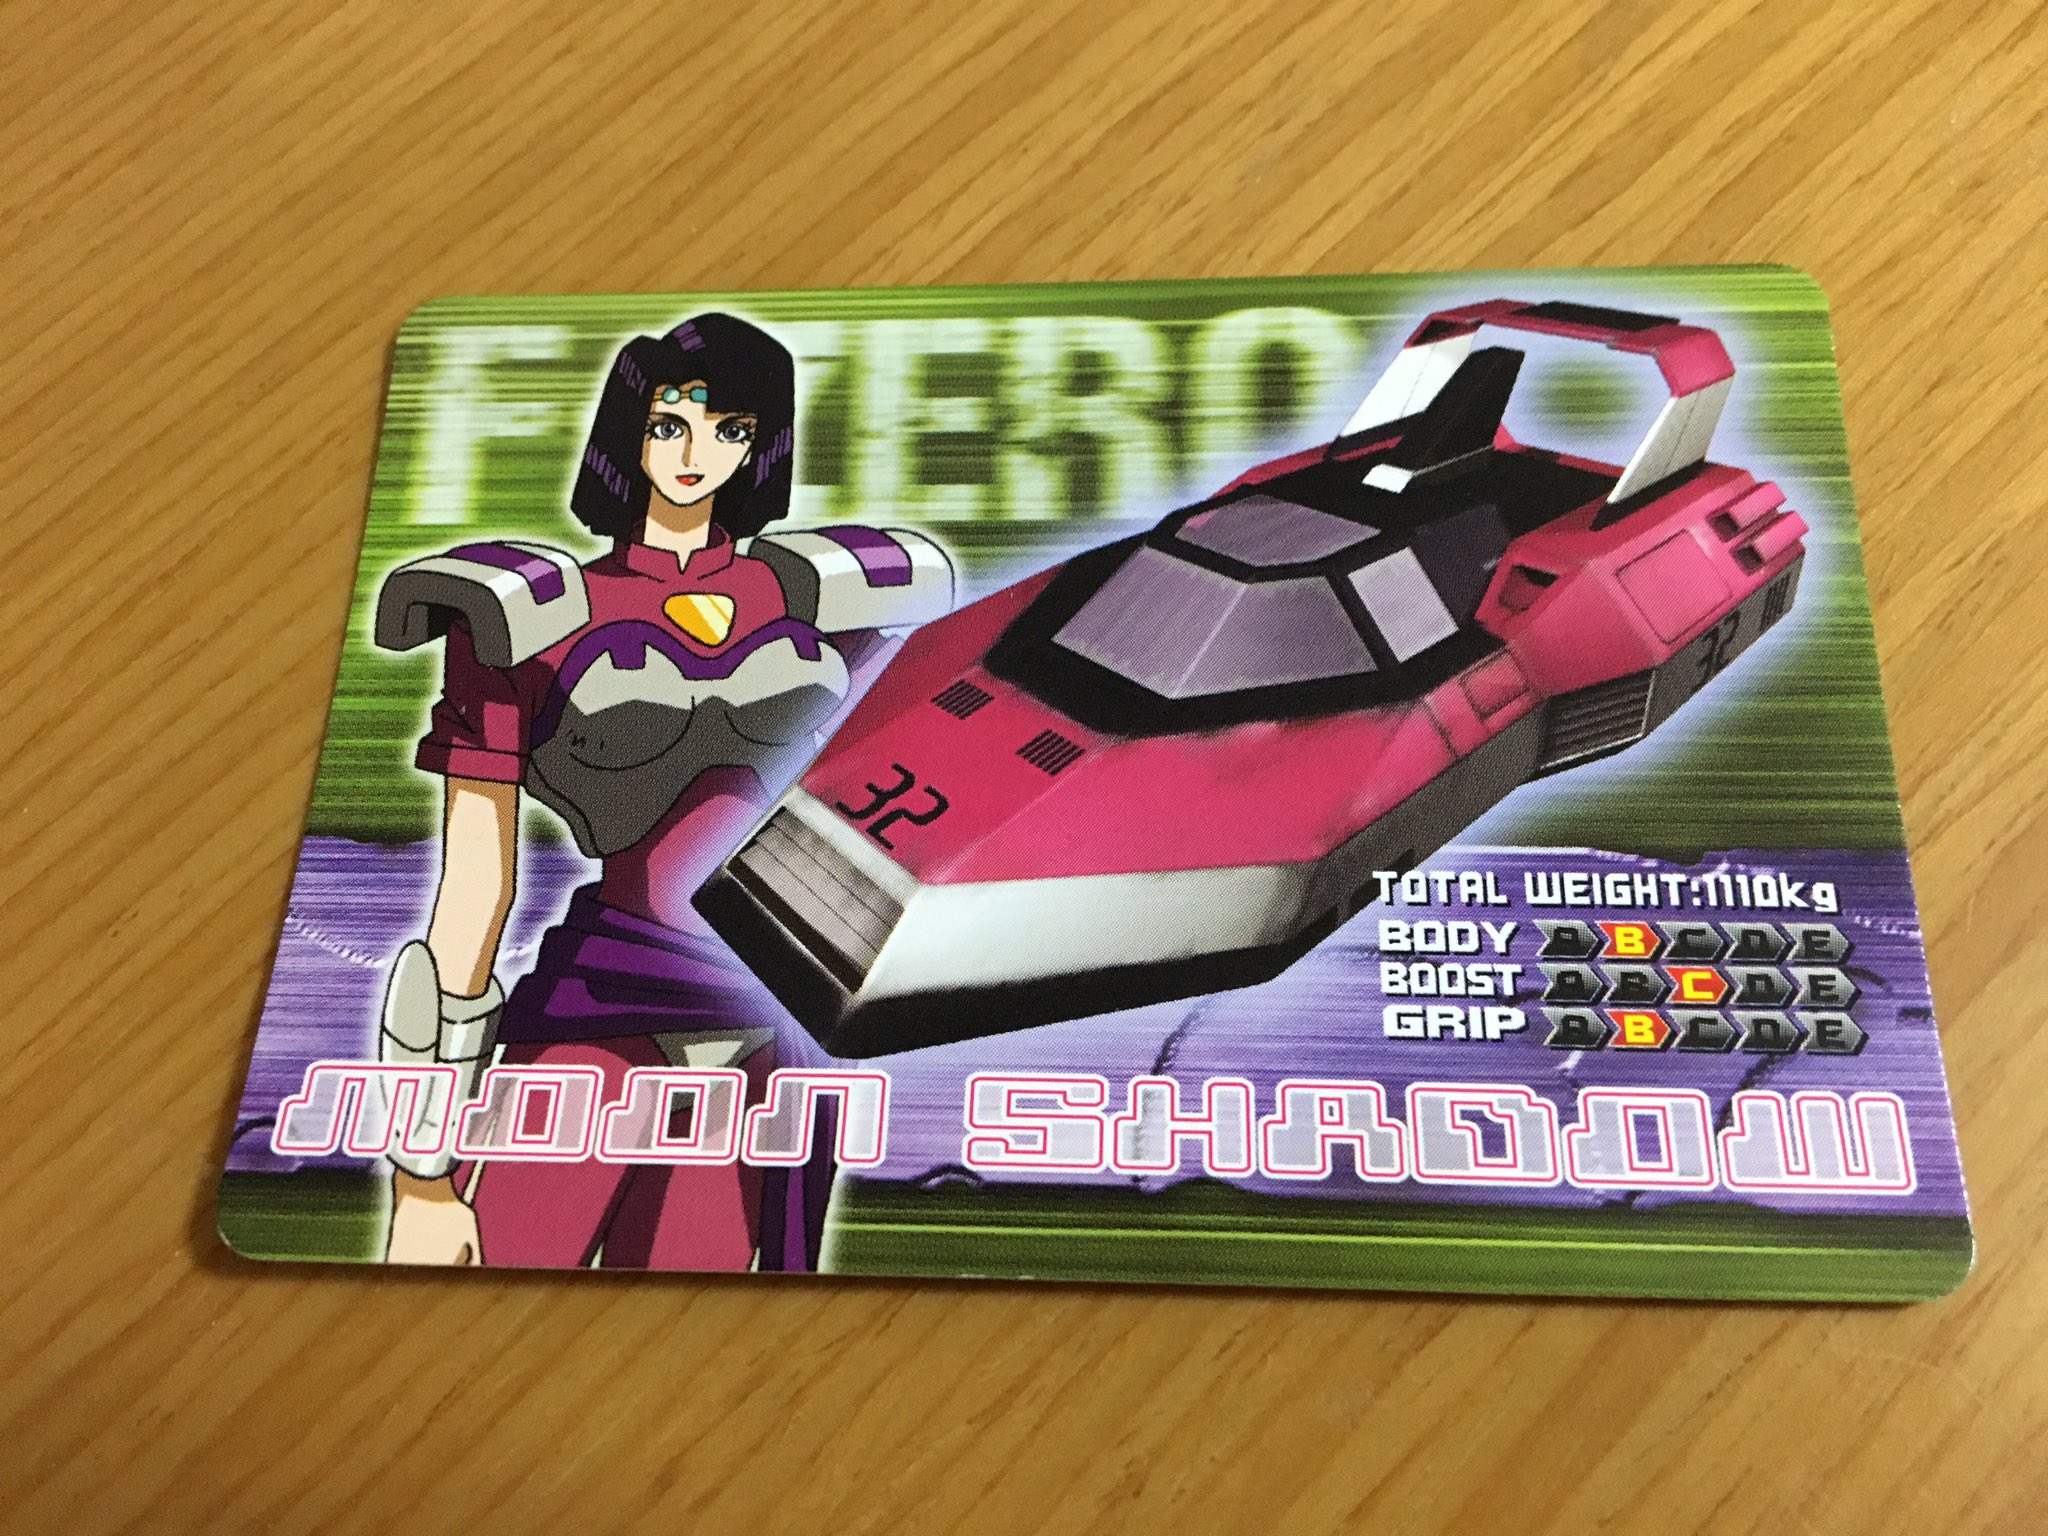 F-ZERO
32
32
TOTAL WEIGHT:1110kg
BODY A B C D E
BOOST A B C D E
GRIP A B C D E
MOON SHADOW